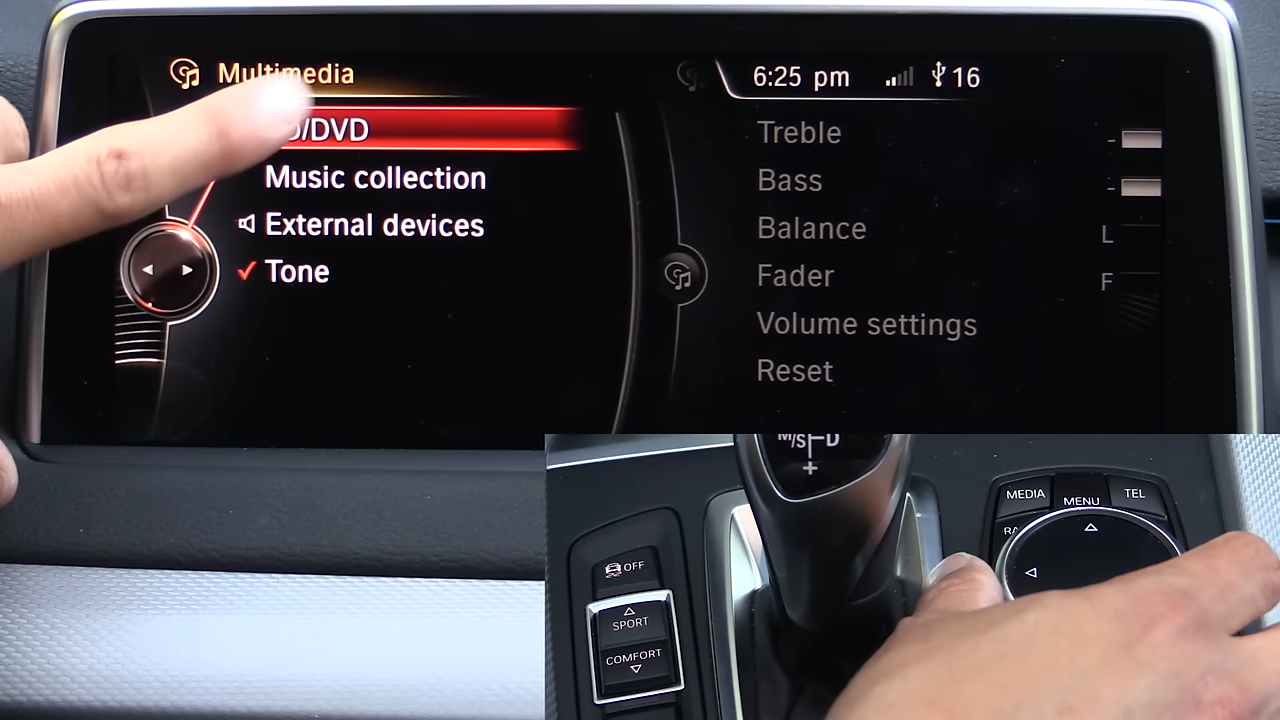 Multimedia
6:25 pm 16
/DVD
Music collection
External devices
Tone
Treble
Bass
Balance L
Fader F
Volume settings
Reset
M/S D
+
MEDIA MENU TEL
OFF
SPORT
COMFORT